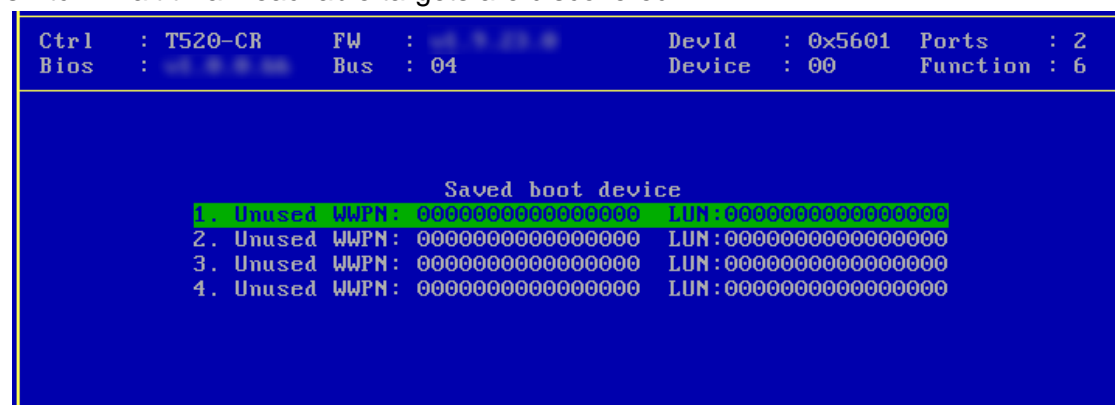 Ctrl : T520-CR FW : DevId : 0x5601 Ports : 2
Bios : Bus : 04 Device : 00 Function : 6
Saved boot device
1. Unused WWPN: 0000000000000000 LUN:0000000000000000
2. Unused WWPN: 0000000000000000 LUN:0000000000000000
3. Unused WWPN: 0000000000000000 LUN:0000000000000000
4. Unused WWPN: 0000000000000000 LUN:0000000000000000